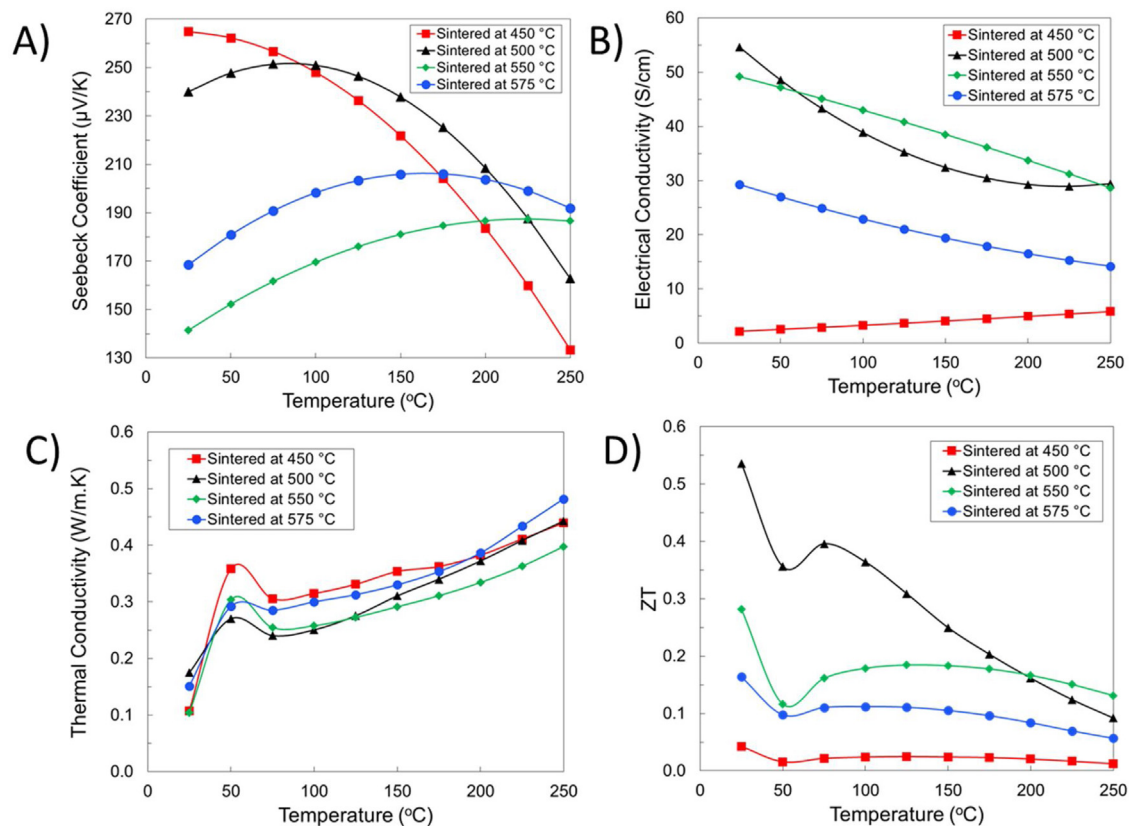 A)
270
250
230
210
190
170
150
130
Seebeck Coefficient (µV/K)
Sintered at 450 °C
Sintered at 500 °C
Sintered at 550 °C
Sintered at 575 °C
0 50 100 150 200 250
Temperature (°C)
B)
60
50
40
30
20
10
0
Electrical Conductivity (S/cm)
Sintered at 450 °C
Sintered at 500 °C
Sintered at 550 °C
Sintered at 575 °C
0 50 100 150 200 250
Temperature (°C)
C)
0.6
0.5
0.4
0.3
0.2
0.1
0.0
Thermal Conductivity (W/m.K)
Sintered at 450 °C
Sintered at 500 °C
Sintered at 550 °C
Sintered at 575 °C
0 50 100 150 200 250
Temperature (°C)
D)
0.6
0.5
0.4
0.3
0.2
0.1
0.0
ZT
Sintered at 450 °C
Sintered at 500 °C
Sintered at 550 °C
Sintered at 575 °C
0 50 100 150 200 250
Temperature (°C)